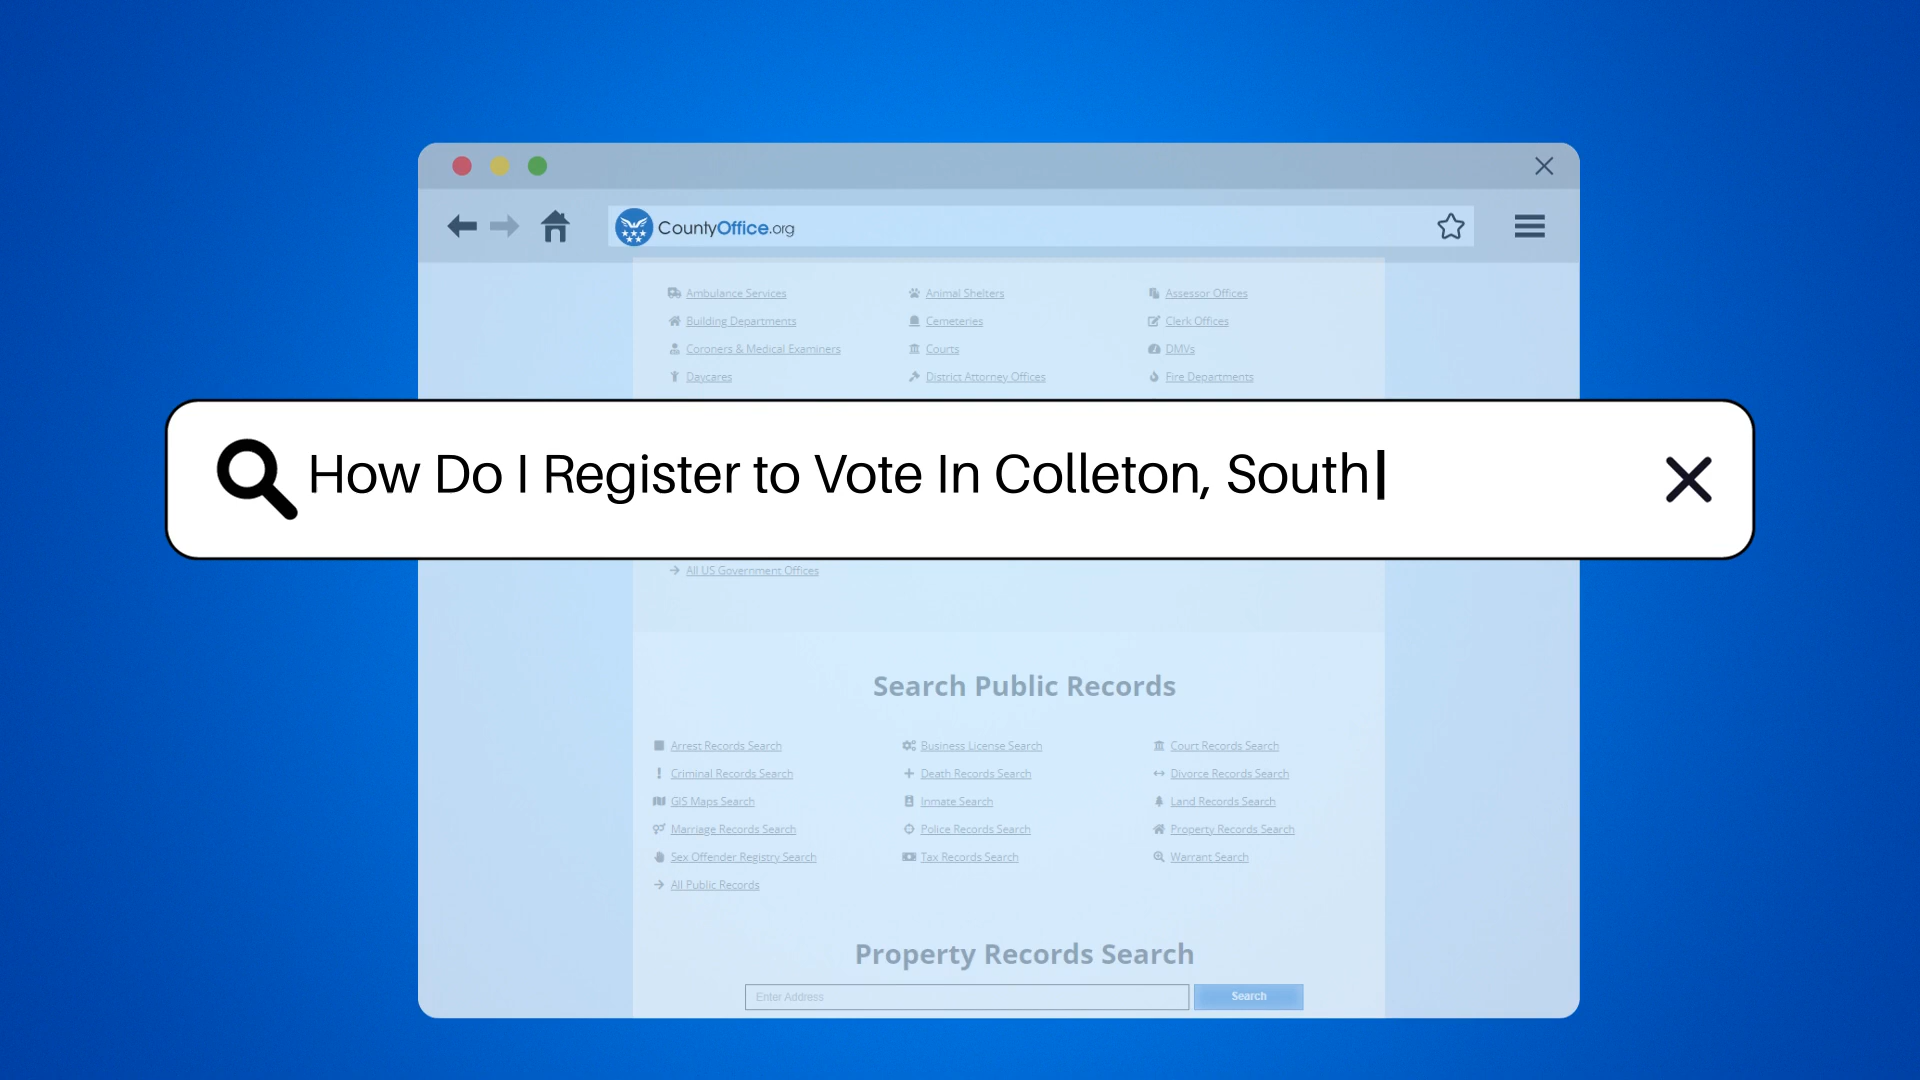 CountyOffice.org
Ambulance Services Animal Shelters Assessor Offices
Building Departments Cemeteries Clerk Offices
Coroners & Medical Examiners Courts DMVs
Daycares District Attorney Offices Fire Departments
How Do I Register to Vote In Colleton, South
All US Government Offices
Search Public Records
Arrest Records Search Business License Search Court Records Search
Criminal Records Search Death Records Search Divorce Records Search
GIS Maps Search Inmate Search Land Records Search
Marriage Records Search Police Records Search Property Records Search
Sex Offender Registry Search Tax Records Search Warrant Search
All Public Records
Property Records Search
Enter Address Search